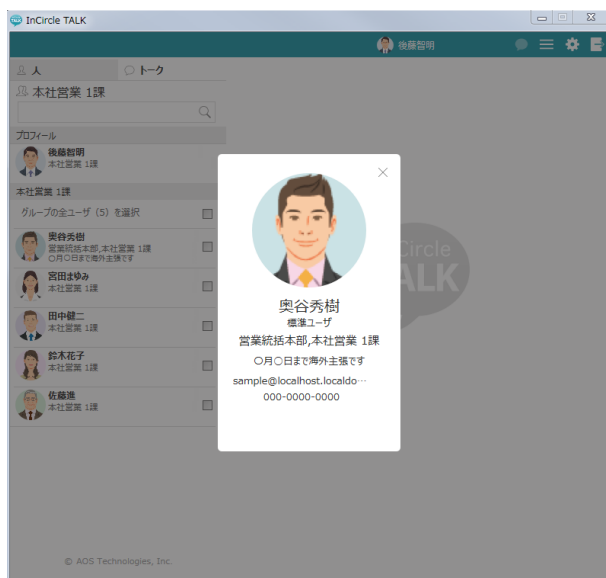 InCircle TALK
後藤智明
人
トーク
本社営業 1課
プロフィール
後藤智明
本社営業 1課
本社営業 1課
グループの全ユーザ（5）を選択
奥谷秀樹
営業統括本部,本社営業 1課
〇月〇日まで海外主張です
宮田まゆみ
本社営業 1課
田中健二
本社営業 1課
鈴木花子
本社営業 1課
佐藤進
本社営業 1課
© AOS Technologies, Inc.
Circle
TALK
奥谷秀樹
標準ユーザ
営業統括本部,本社営業 1課
〇月〇日まで海外主張です
sample@localhost.localdo…
000-0000-0000